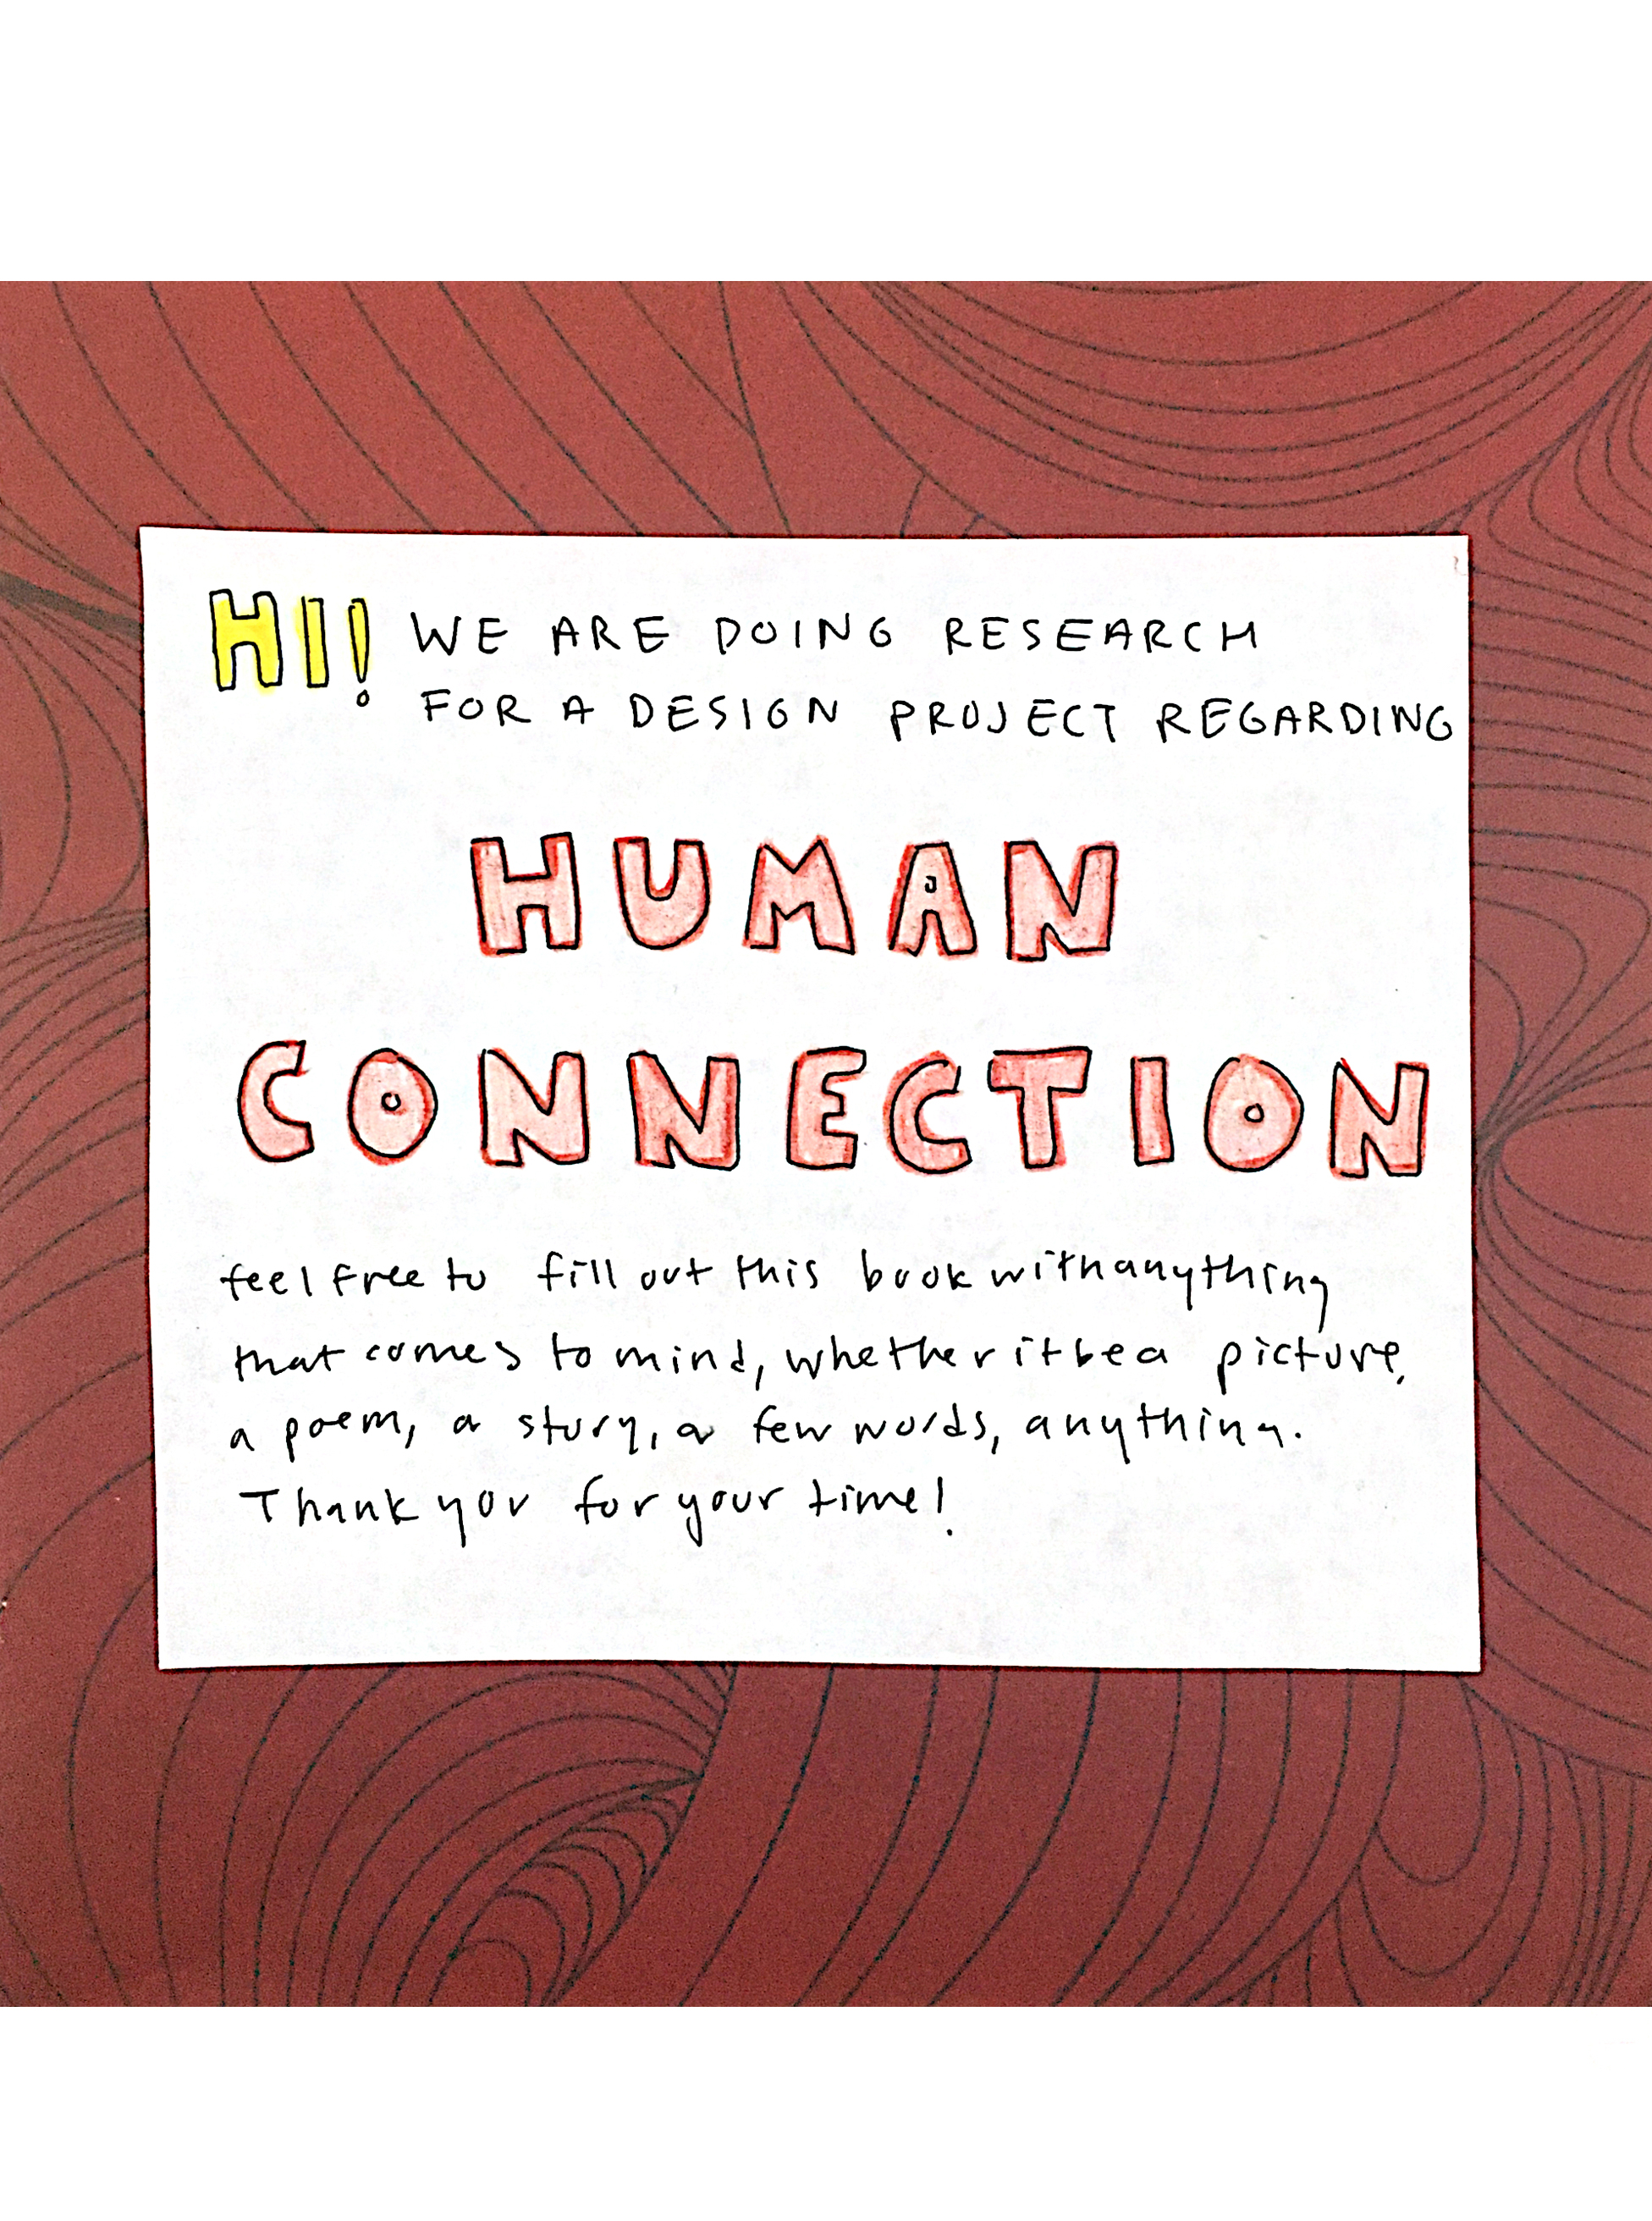 HI! WE ARE DOING RESEARCH
FOR A DESIGN PROJECT REGARDING
HUMAN
CONNECTION
feel free to fill out this book with anything
that comes to mind, whether it be a picture,
a poem, a story, a few words, anything.
Thank you for your time!